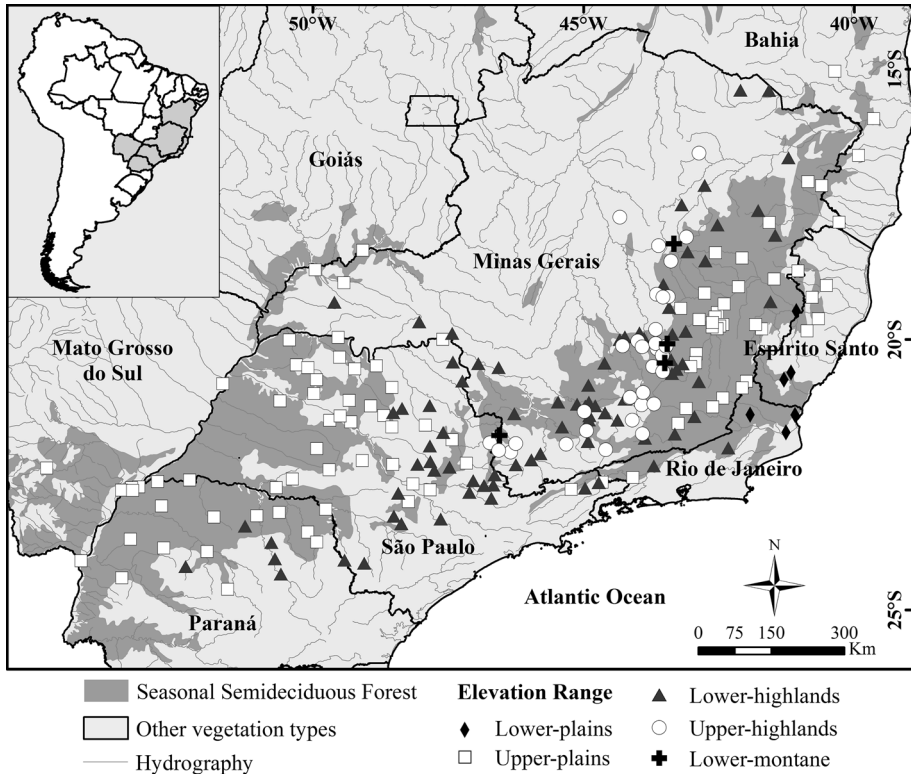 50°W
45°W
40°W
Bahia
15°S
Goiás
Minas Gerais
Mato Grosso
do Sul
20°S
Espírito Santo
Rio de Janeiro
São Paulo
N
Atlantic Ocean
25°S
Paraná
0 75 150 300
Km
Seasonal Semideciduous Forest
Other vegetation types
Hydrography
Elevation Range
Lower-plains
Upper-plains
Lower-highlands
Upper-highlands
Lower-montane